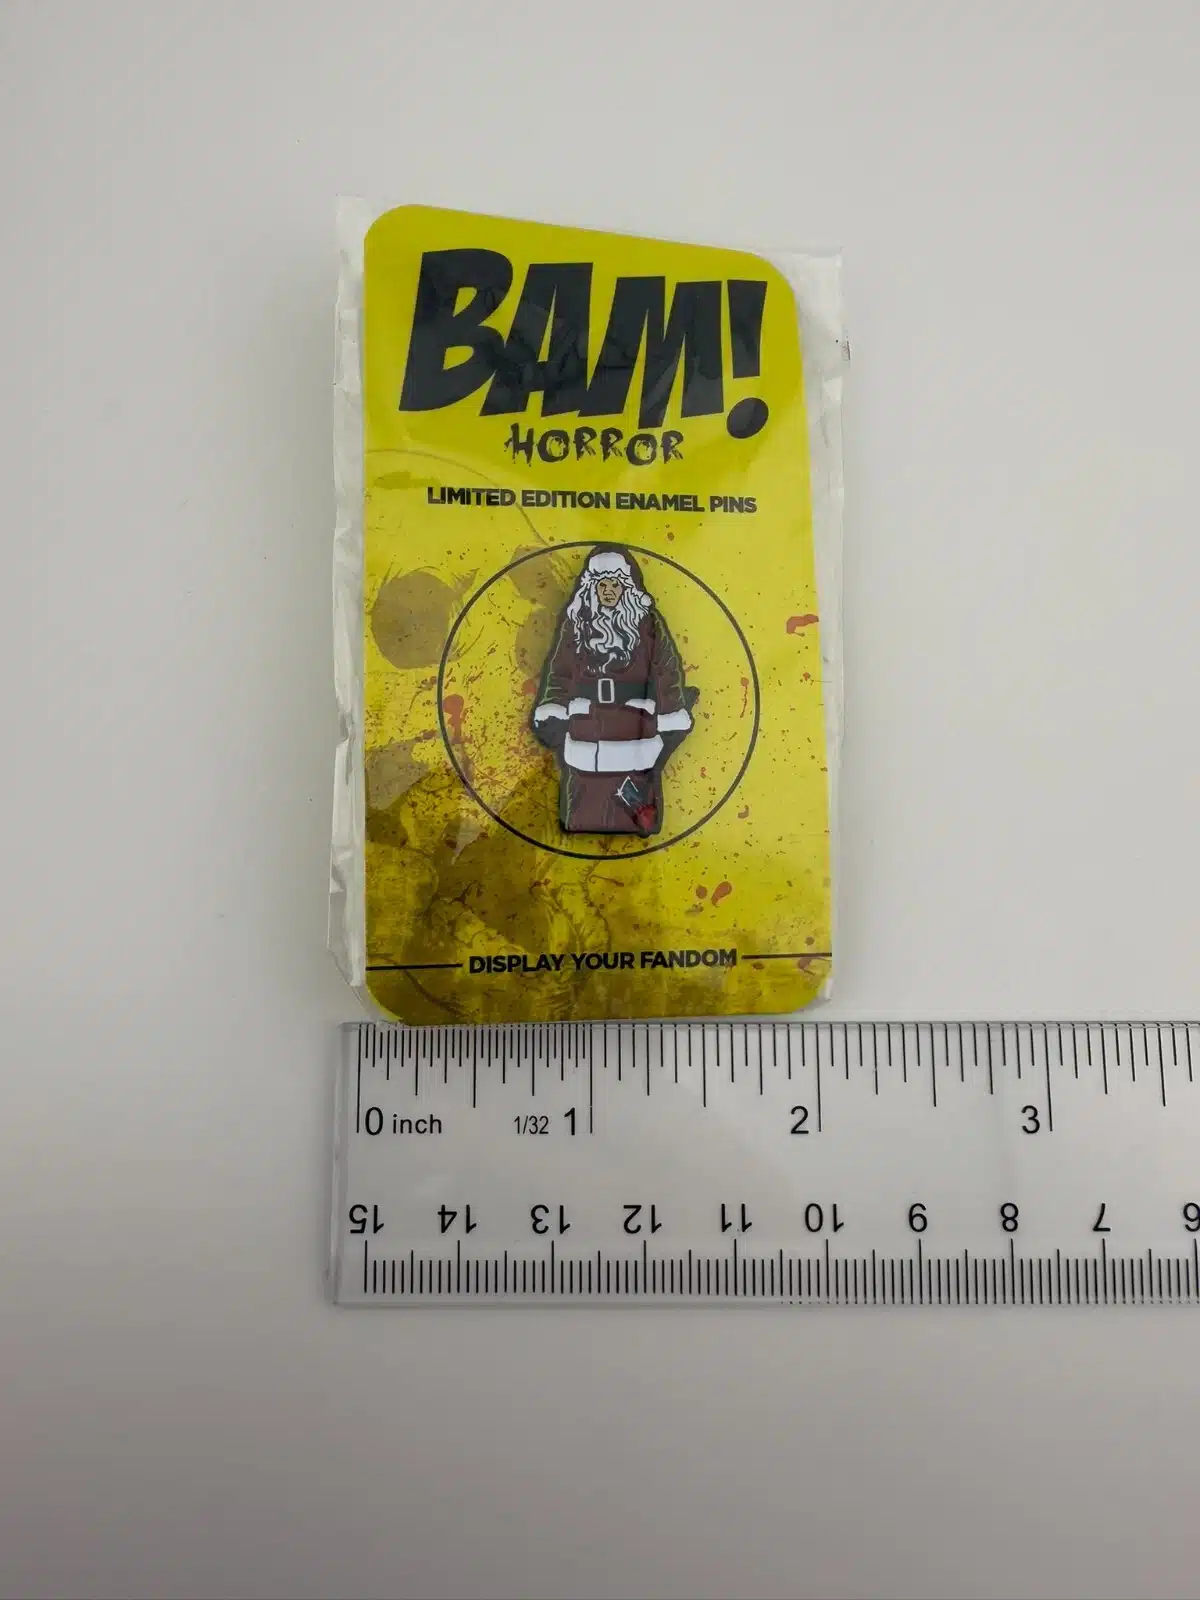 BAM!
HORROR
LIMITED EDITION ENAMEL PINS
DISPLAY YOUR FANDOM
0 inch 1/32 1 2 3
15 14 13 12 11 10 9 8 7 6